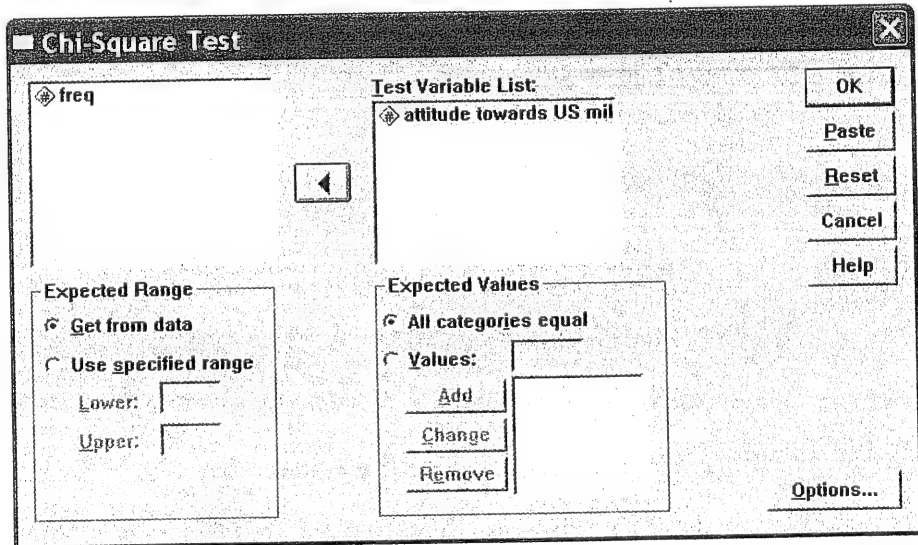 Chi-Square Test
freq
Test Variable List:
attitude towards US mil
OK
Paste
Reset
Cancel
Help
Expected Range
Get from data
Use specified range
Lower:
Upper:
Expected Values
All categories equal
Values:
Add
Change
Remove
Options...